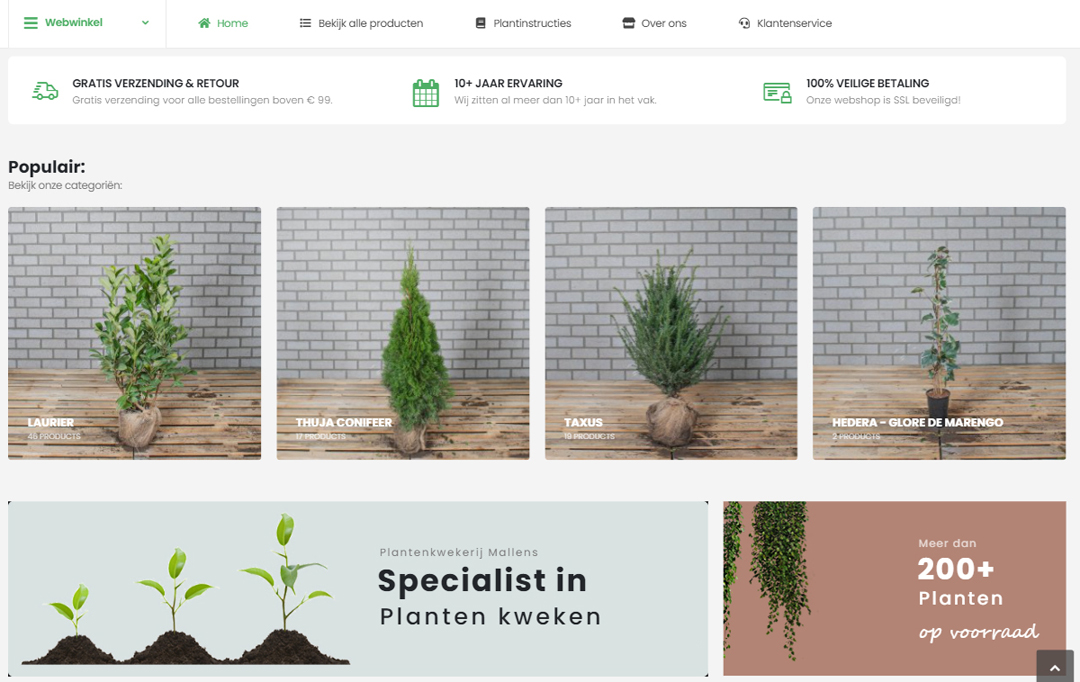 Webwinkel
Home
Bekijk alle producten
Plantinstructies
Over ons
Klantenservice
GRATIS VERZENDING & RETOUR
Gratis verzending voor alle bestellingen boven € 99.
10+ JAAR ERVARING
Wij zitten al meer dan 10+ jaar in het vak.
100% VEILIGE BETALING
Onze webshop is SSL beveiligd!
Populair:
Bekijk onze categoriën:
LAURIER
46 PRODUCTS
THUJA CONIFEER
17 PRODUCTS
TAXUS
19 PRODUCTS
HEDERA - GLORE DE MARENGO
2 PRODUCTS
Plantenkwekerij Mallens
Specialist in
Planten kweken
Meer dan
200+
Planten
op voorraad